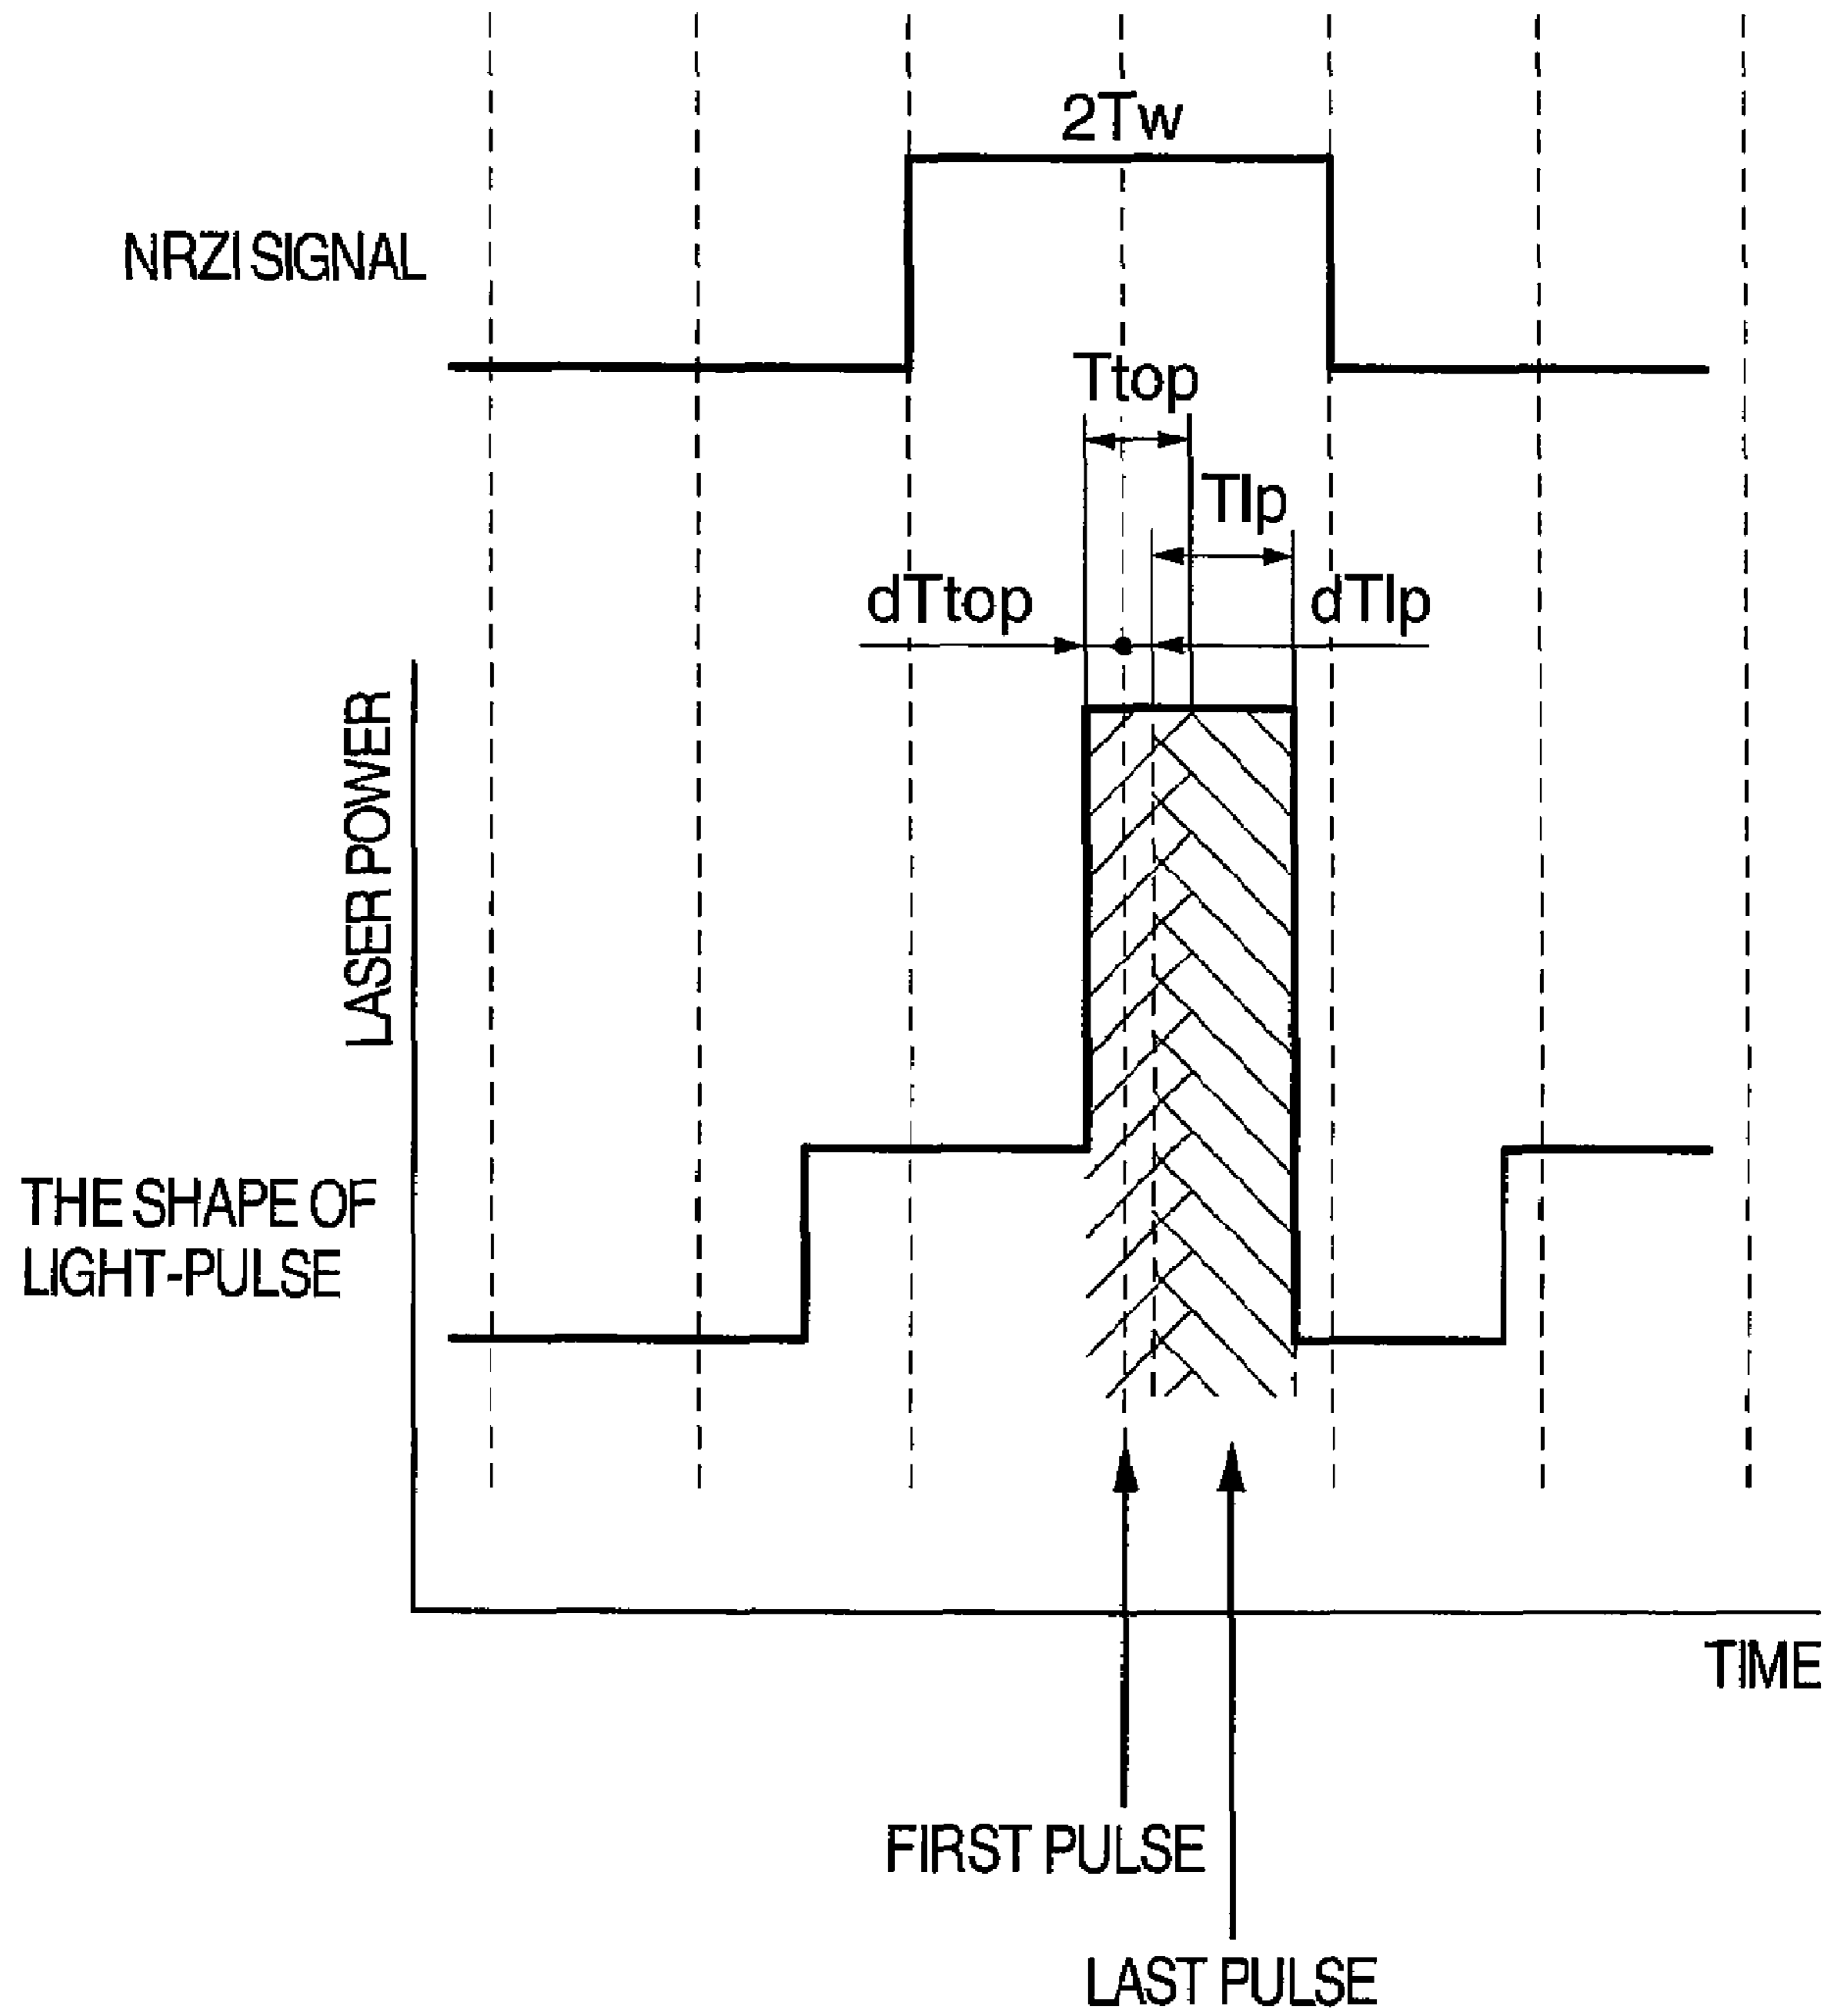 2Tw
NRZI SIGNAL
Ttop
Tlp
dTtop
dTlp
LASER POWER
THE SHAPE OF
LIGHT-PULSE
TIME
FIRST PULSE
LAST PULSE